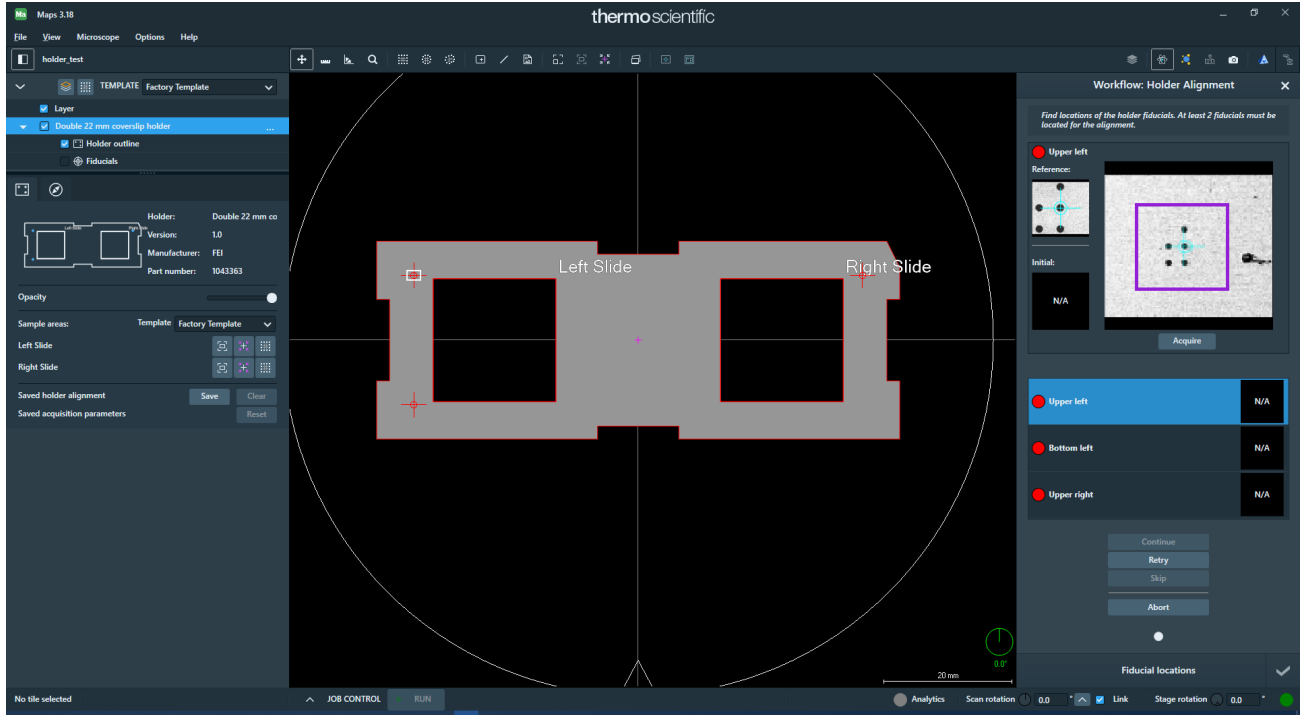 Ma Maps 3.18
thermoscientific
File View Microscope Options Help
holder_test
TEMPLATE Factory Template
Layer
Double 22 mm coverslip holder ...
Holder outline
Fiducials
Holder: Double 22 mm co
Version: 1.0
Manufacturer: FEI
Part number: 1043363
Left Slide
Opacity
Sample areas: Template Factory Template
Left Slide
Right Slide
Saved holder alignment Save Clear
Saved acquisition parameters Reset
Left Slide
Right Slide
0.0°
20 mm
Workflow: Holder Alignment
Find locations of the holder fiducials. At least 2 fiducials must be
located for the alignment.
Upper left
Reference:
Initial:
N/A
Acquire
Upper left N/A
Bottom left N/A
Upper right N/A
Continue
Retry
Skip
Abort
Fiducial locations
No tile selected
JOB CONTROL RUN
Analytics Scan rotation 0.0 ° Link Stage rotation 0.0 °